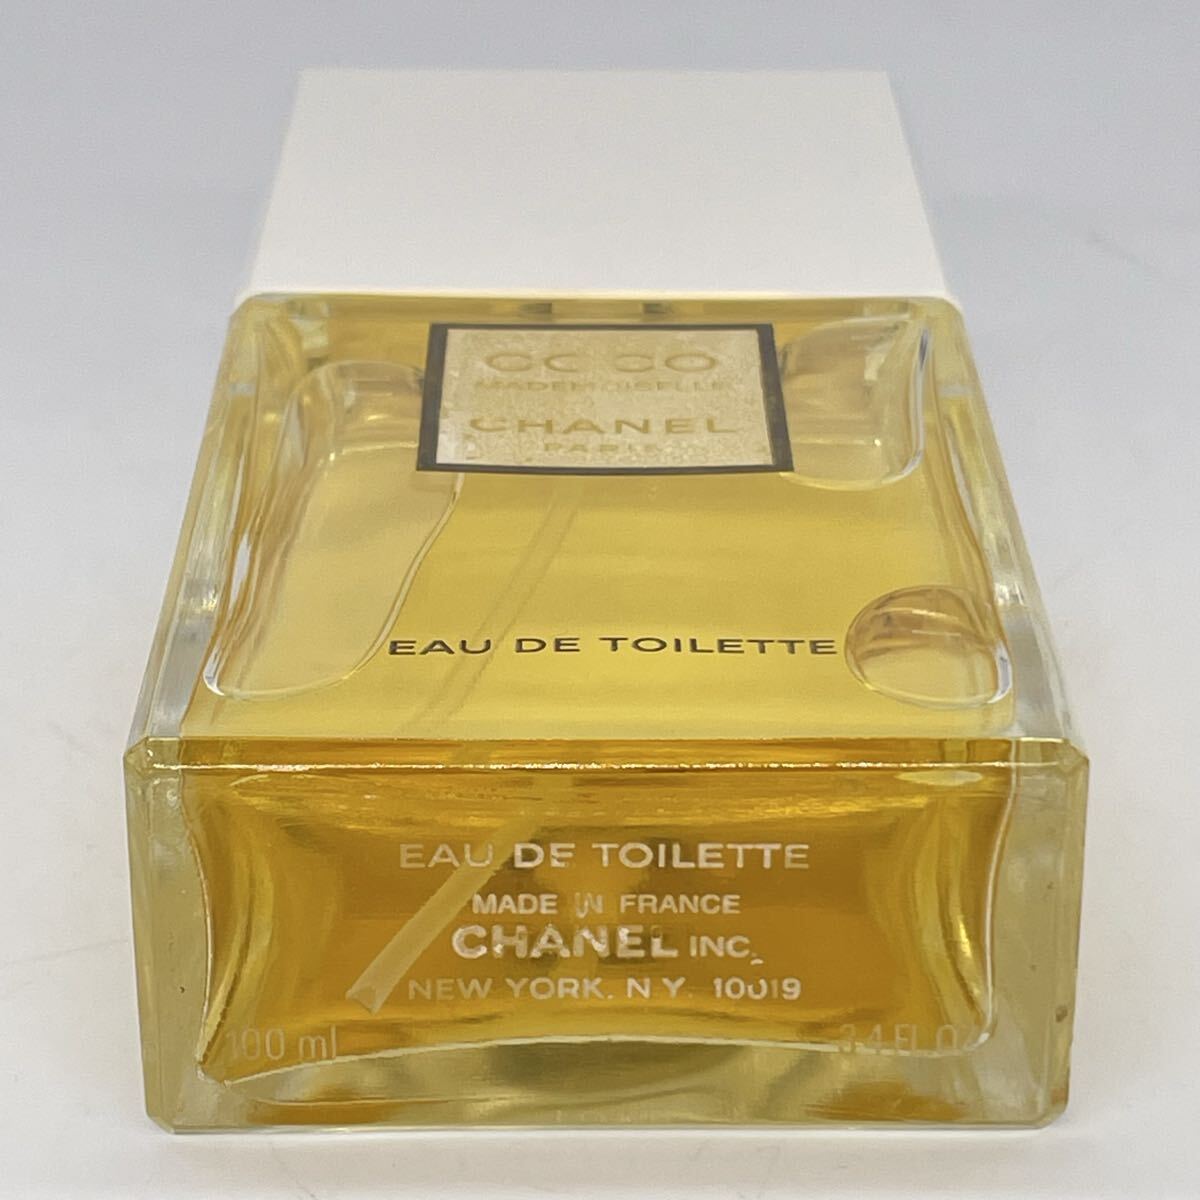 COCO
MADEMOISELLE
CHANEL
PARIS
EAU DE TOILETTE
EAU DE TOILETTE
MADE IN FRANCE
CHANEL INC.
NEW YORK. N.Y. 10019
100 ml
3.4 FL.OZ